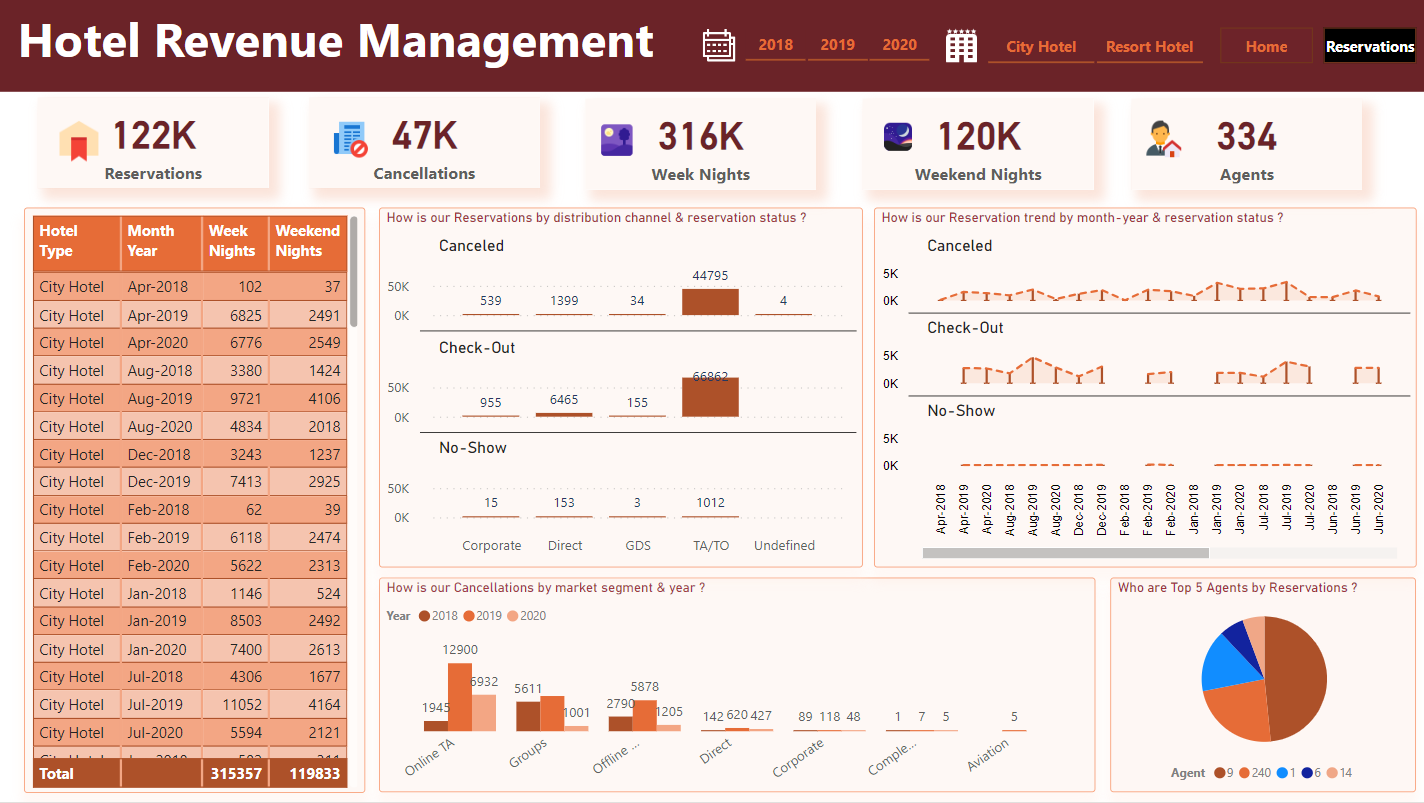 Hotel Revenue Management
2018 2019 2020
City Hotel Resort Hotel
Home Reservations
122K
Reservations
47K
Cancellations
316K
Week Nights
120K
Weekend Nights
334
Agents
Hotel Type Month Year Week Nights Weekend Nights
City Hotel Apr-2018 102 37
City Hotel Apr-2019 6825 2491
City Hotel Apr-2020 6776 2549
City Hotel Aug-2018 3380 1424
City Hotel Aug-2019 9721 4106
City Hotel Aug-2020 4834 2018
City Hotel Dec-2018 3243 1237
City Hotel Dec-2019 7413 2925
City Hotel Feb-2018 62 39
City Hotel Feb-2019 6118 2474
City Hotel Feb-2020 5622 2313
City Hotel Jan-2018 1146 524
City Hotel Jan-2019 8503 2492
City Hotel Jan-2020 7400 2613
City Hotel Jul-2018 4306 1677
City Hotel Jul-2019 11052 4164
City Hotel Jul-2020 5594 2121
Total 315357 119833
How is our Reservations by distribution channel & reservation status ?
Canceled
50K
0K
539 1399 34 44795 4
Check-Out
50K
0K
955 6465 155 66862
No-Show
50K
0K
15 153 3 1012
Corporate Direct GDS TA/TO Undefined
How is our Reservation trend by month-year & reservation status ?
Canceled
5K
0K
Check-Out
5K
0K
No-Show
5K
0K
Apr-2018 Apr-2019 Apr-2020 Aug-2018 Aug-2019 Aug-2020 Dec-2018 Dec-2019 Feb-2018 Feb-2019 Feb-2020 Jan-2018 Jan-2019 Jan-2020 Jul-2018 Jul-2019 Jul-2020 Jun-2018 Jun-2019 Jun-2020
How is our Cancellations by market segment & year ?
Year 2018 2019 2020
1945 12900 6932
5611 1001
2790 5878 1205
142 620 427
89 118 48
1 7 5
5
Online TA Groups Offline ... Direct Corporate Comple... Aviation
Who are Top 5 Agents by Reservations ?
Agent 9 240 1 6 14